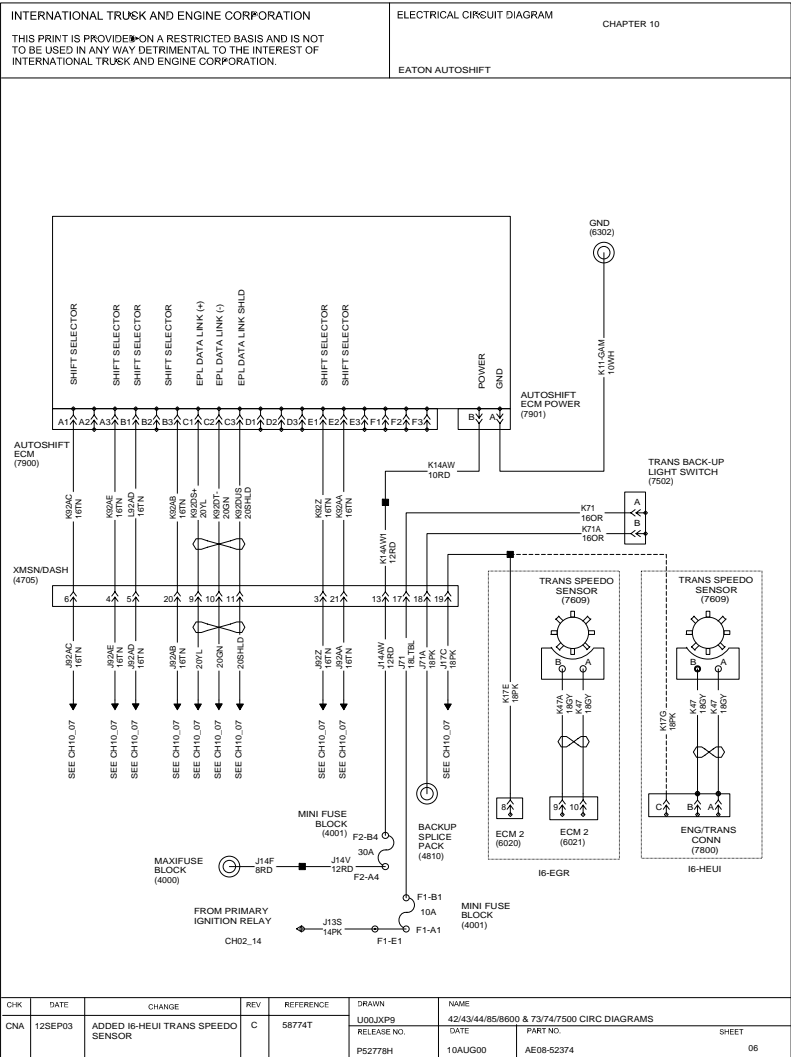 INTERNATIONAL TRUCK AND ENGINE CORPORATION
THIS PRINT IS PROVIDED ON A RESTRICTED BASIS AND IS NOT
TO BE USED IN ANY WAY DETRIMENTAL TO THE INTEREST OF
INTERNATIONAL TRUCK AND ENGINE CORPORATION.
ELECTRICAL CIRCUIT DIAGRAM
CHAPTER 10
EATON AUTOSHIFT
GND
(6302)
K11-GAM
10WH
SHIFT SELECTOR
SHIFT SELECTOR
SHIFT SELECTOR
SHIFT SELECTOR
EPL DATA LINK (+)
EPL DATA LINK (-)
EPL DATA LINK SHLD
SHIFT SELECTOR
SHIFT SELECTOR
POWER
GND
A1 A2 A3 B1 B2 B3 C1 C2 C3 D1 D2 D3 E1 E2 E3 F1 F2 F3
B A
AUTOSHIFT
ECM POWER
(7901)
AUTOSHIFT
ECM
(7900)
K14AW
10RD
TRANS BACK-UP
LIGHT SWITCH
(7502)
A
B
K71
16OR
K71A
16OR
K92AC
16TN
K92AE
16TN
L92AD
16TN
K92AB
16TN
K92DS+
20YL
K92DT-
20GN
K92DUS
20SHLD
K92Z
16TN
K92AA
16TN
K14AW1
12RD
XMSN/DASH
(4705)
6 4 5 20 9 10 11 3 21 13 17 18 19
J92AC
16TN
J92AE
16TN
J92AD
16TN
J92AB
16TN
20YL
20GN
20SHLD
J92Z
16TN
J92AA
16TN
J14AW
12RD
J71
18LTBL
J71A
18PK
J17C
18PK
SEE CH10_07
SEE CH10_07
SEE CH10_07
SEE CH10_07
SEE CH10_07
SEE CH10_07
SEE CH10_07
SEE CH10_07
SEE CH10_07
SEE CH10_07
TRANS SPEEDO
SENSOR
(7609)
B A
K17E
18PK
K47A
18GY
K47
18GY
8
9 10
ECM 2
(6020)
ECM 2
(6021)
I6-EGR
TRANS SPEEDO
SENSOR
(7609)
B A
K17G
18PK
K47
18GY
K47
18GY
C B A
ENG/TRANS
CONN
(7800)
I6-HEUI
MINI FUSE
BLOCK
(4001)
F2-B4
30A
F2-A4
BACKUP
SPLICE
PACK
(4810)
MAXIFUSE
BLOCK
(4000)
J14F
8RD
J14V
12RD
F1-B1
10A
F1-A1
MINI FUSE
BLOCK
(4001)
FROM PRIMARY
IGNITION RELAY
CH02_14
J13S
14PK
F1-E1
CHK DATE CHANGE REV REFERENCE
CNA 12SEP03 ADDED I6-HEUI TRANS SPEEDO
SENSOR
C 58774T
DRAWN
U00JXP9
NAME
42/43/44/85/8600 & 73/74/7500 CIRC DIAGRAMS
RELEASE NO.
P52778H
DATE
10AUG00
PART NO.
AE08-52374
SHEET
06